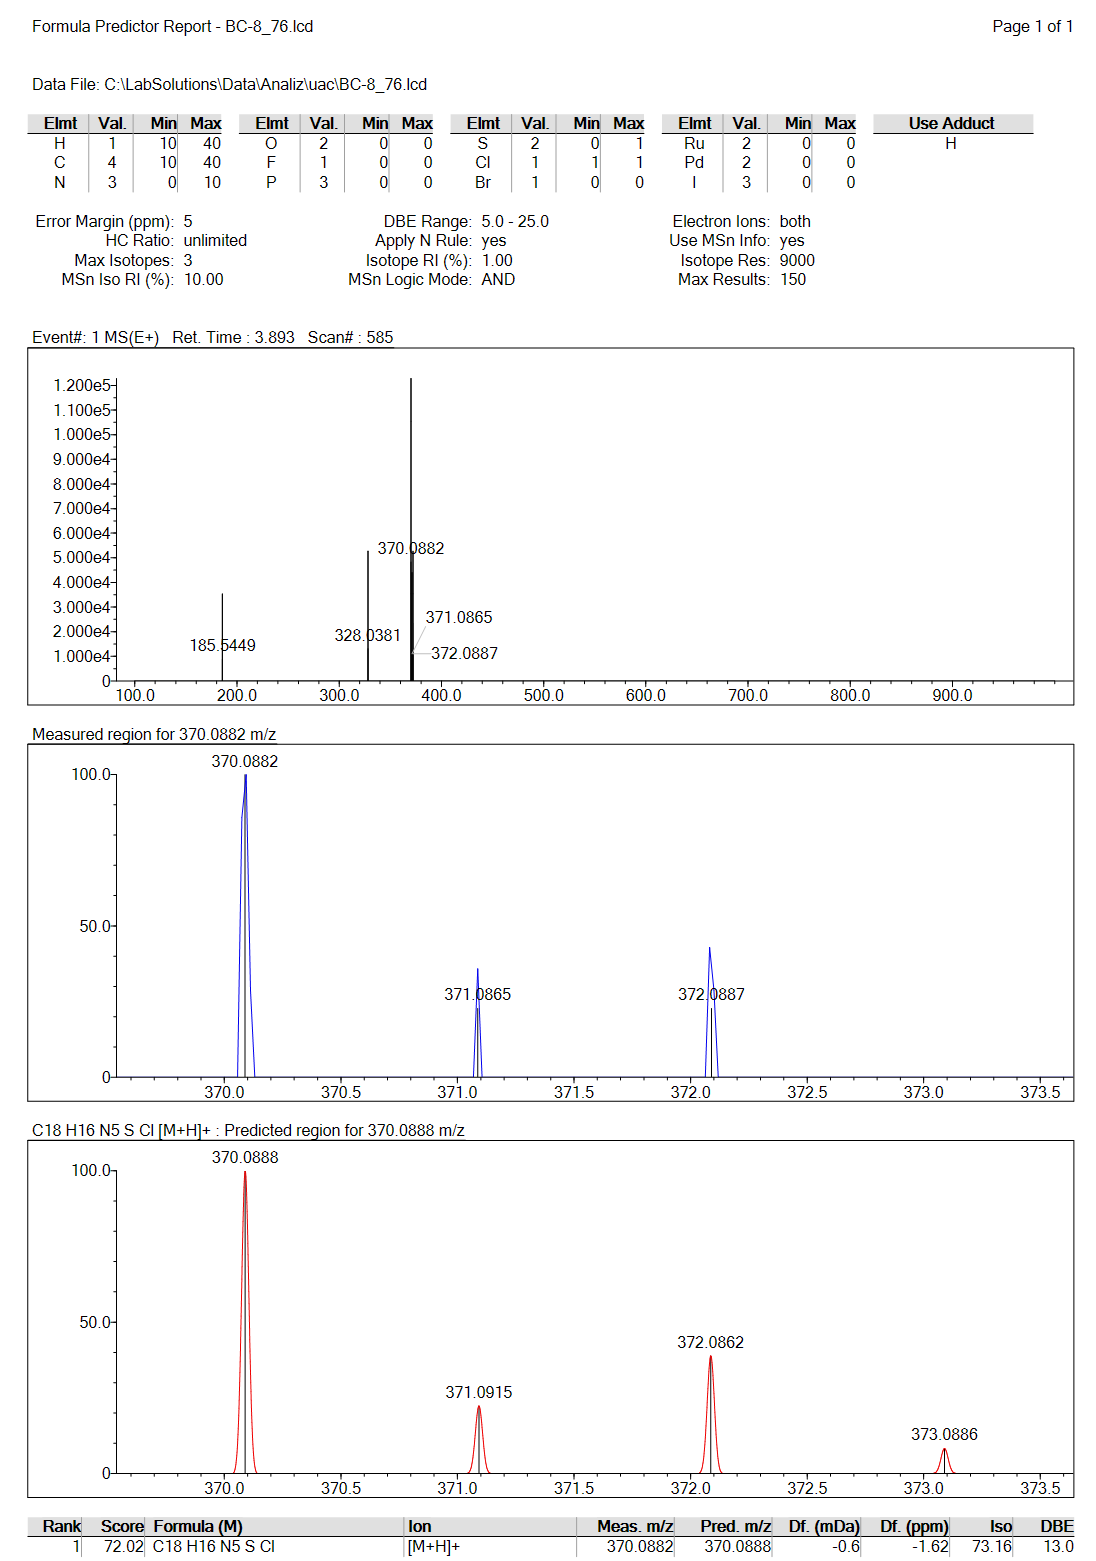 Formula Predictor Report - BC-8_76.lcd Page 1 of 1
Data File: C:\LabSolutions\Data\Analiz\uac\BC-8_76.lcd
Elmt Val. Min Max Elmt Val. Min Max Elmt Val. Min Max Elmt Val. Min Max Use Adduct
H 1 10 40 O 2 0 0 S 2 0 1 Ru 2 0 0 H
C 4 10 40 F 1 0 0 Cl 1 1 1 Pd 2 0 0
N 3 0 10 P 3 0 0 Br 1 0 0 I 3 0 0
Error Margin (ppm): 5 DBE Range: 5.0 - 25.0 Electron Ions: both
HC Ratio: unlimited Apply N Rule: yes Use MSn Info: yes
Max Isotopes: 3 Isotope RI (%): 1.00 Isotope Res: 9000
MSn Iso RI (%): 10.00 MSn Logic Mode: AND Max Results: 150
Event#: 1 MS(E+) Ret. Time : 3.893 Scan# : 585
1.200e5
1.100e5
1.000e5
9.000e4
8.000e4
7.000e4
6.000e4
5.000e4 370.0882
4.000e4
3.000e4 371.0865
2.000e4 185.5449 328.0381
1.000e4 372.0887
0
100.0 200.0 300.0 400.0 500.0 600.0 700.0 800.0 900.0
Measured region for 370.0882 m/z
370.0882
100.0
50.0
371.0865 372.0887
0
370.0 370.5 371.0 371.5 372.0 372.5 373.0 373.5
C18 H16 N5 S Cl [M+H]+ : Predicted region for 370.0888 m/z
370.0888
100.0
50.0
372.0862
371.0915
373.0886
0
370.0 370.5 371.0 371.5 372.0 372.5 373.0 373.5
Rank Score Formula (M) Ion Meas. m/z Pred. m/z Df. (mDa) Df. (ppm) Iso DBE
1 72.02 C18 H16 N5 S Cl [M+H]+ 370.0882 370.0888 -0.6 -1.62 73.16 13.0